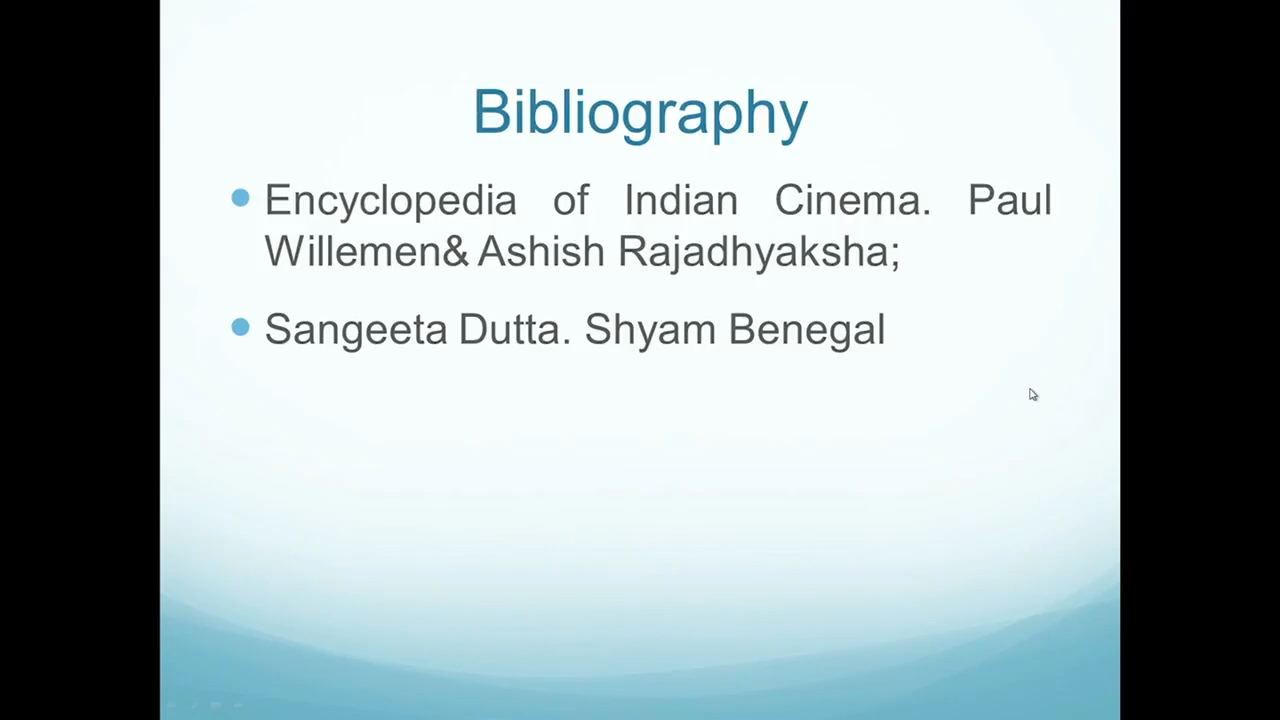 Bibliography
Encyclopedia of Indian Cinema. Paul
Willemen& Ashish Rajadhyaksha;
Sangeeta Dutta. Shyam Benegal